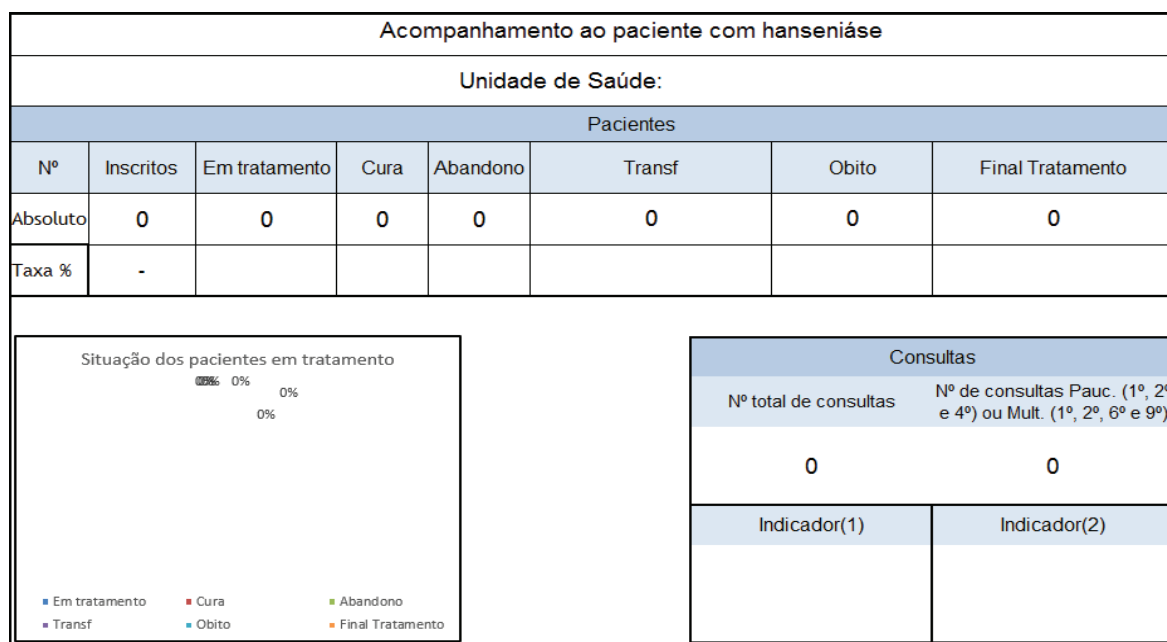 Acompanhamento ao paciente com hanseniáse
Unidade de Saúde:
Pacientes
Nº Inscritos Em tratamento Cura Abandono Transf Obito Final Tratamento
Absoluto 0 0 0 0 0 0 0
Taxa % -
Situação dos pacientes em tratamento
0%
0%
0%
Em tratamento Cura Abandono
Transf Obito Final Tratamento
Consultas
Nº total de consultas
Nº de consultas Pauc. (1º, 2º
e 4º) ou Mult. (1º, 2º, 6º e 9º)
0 0
Indicador(1) Indicador(2)